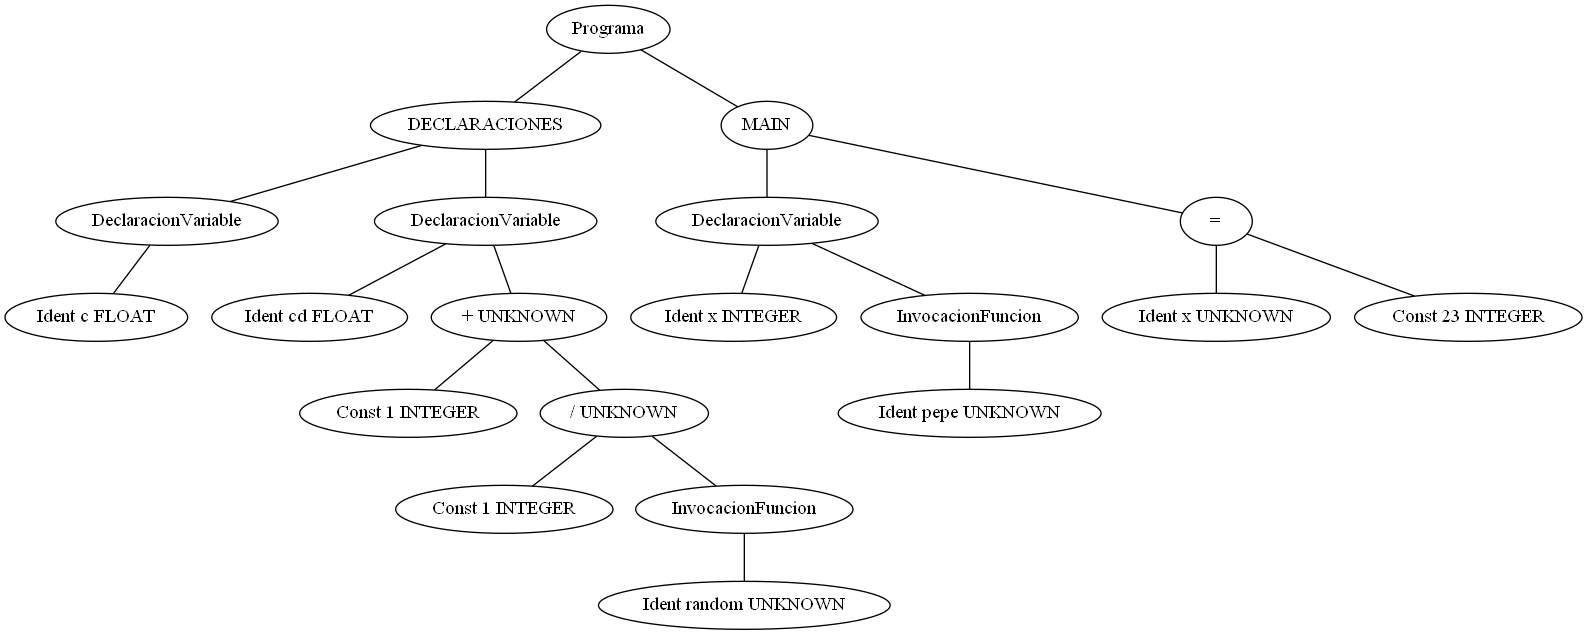 Programa
DECLARACIONES
MAIN
DeclaracionVariable
DeclaracionVariable
DeclaracionVariable
=
Ident c FLOAT
Ident cd FLOAT
+ UNKNOWN
Ident x INTEGER
InvocacionFuncion
Ident x UNKNOWN
Const 23 INTEGER
Const 1 INTEGER
/ UNKNOWN
Ident pepe UNKNOWN
Const 1 INTEGER
InvocacionFuncion
Ident random UNKNOWN